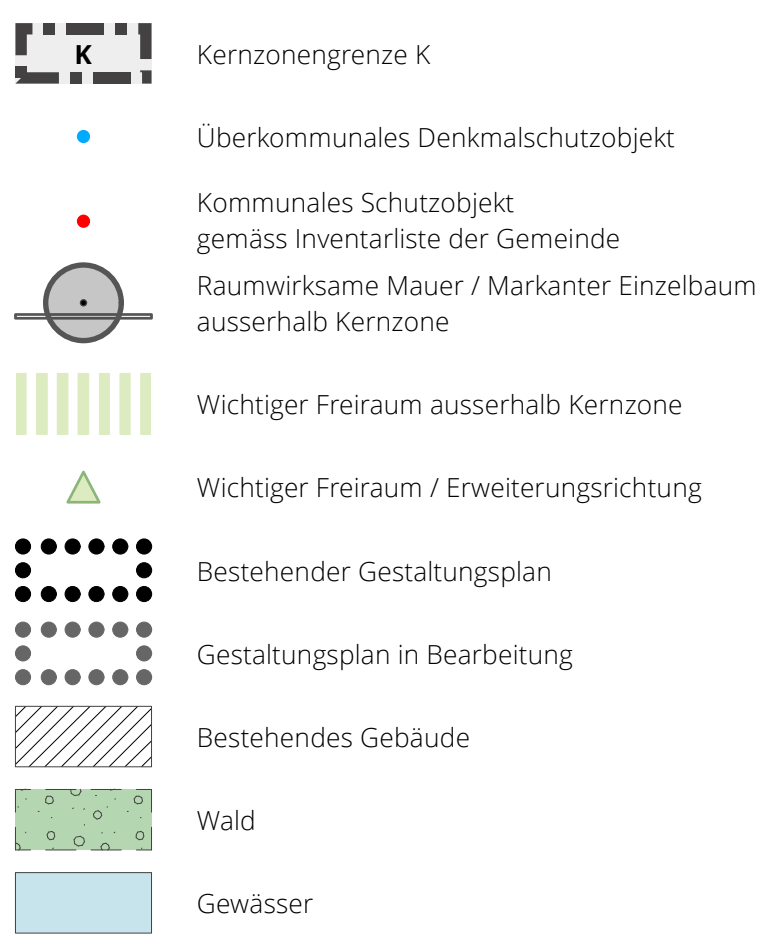 K
Kernzonengrenze K
Überkommunales Denkmalschutzobjekt
Kommunales Schutzobjekt
gemäss Inventarliste der Gemeinde
Raumwirksame Mauer / Markanter Einzelbaum
ausserhalb Kernzone
Wichtiger Freiraum ausserhalb Kernzone
Wichtiger Freiraum / Erweiterungsrichtung
Bestehender Gestaltungsplan
Gestaltungsplan in Bearbeitung
Bestehendes Gebäude
Wald
Gewässer